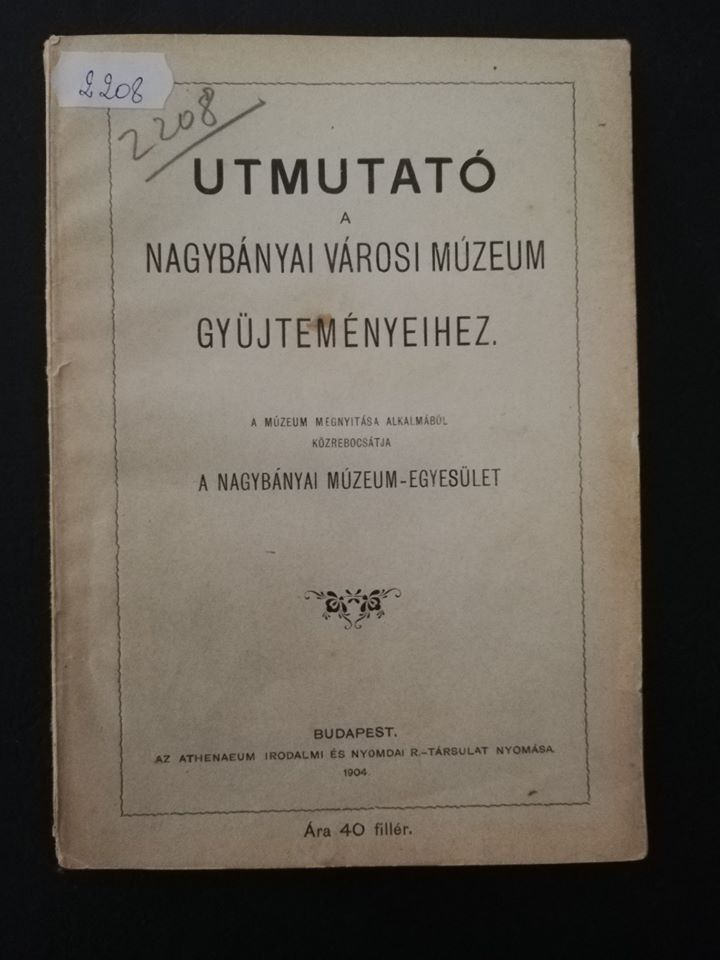 2208
2208
UTMUTATÓ
A
NAGYBÁNYAI VÁROSI MÚZEUM
GYÜJTEMÉNYEIHEZ.
A MÚZEUM MEGNYITÁSA ALKALMÁBÓL
KÖZREBOCSÁTJA
A NAGYBÁNYAI MÚZEUM-EGYESÜLET
BUDAPEST.
AZ ATHENAEUM IRODALMI ÉS NYOMDAI R.-TÁRSULAT NYOMÁSA
1904.
Ára 40 fillér.